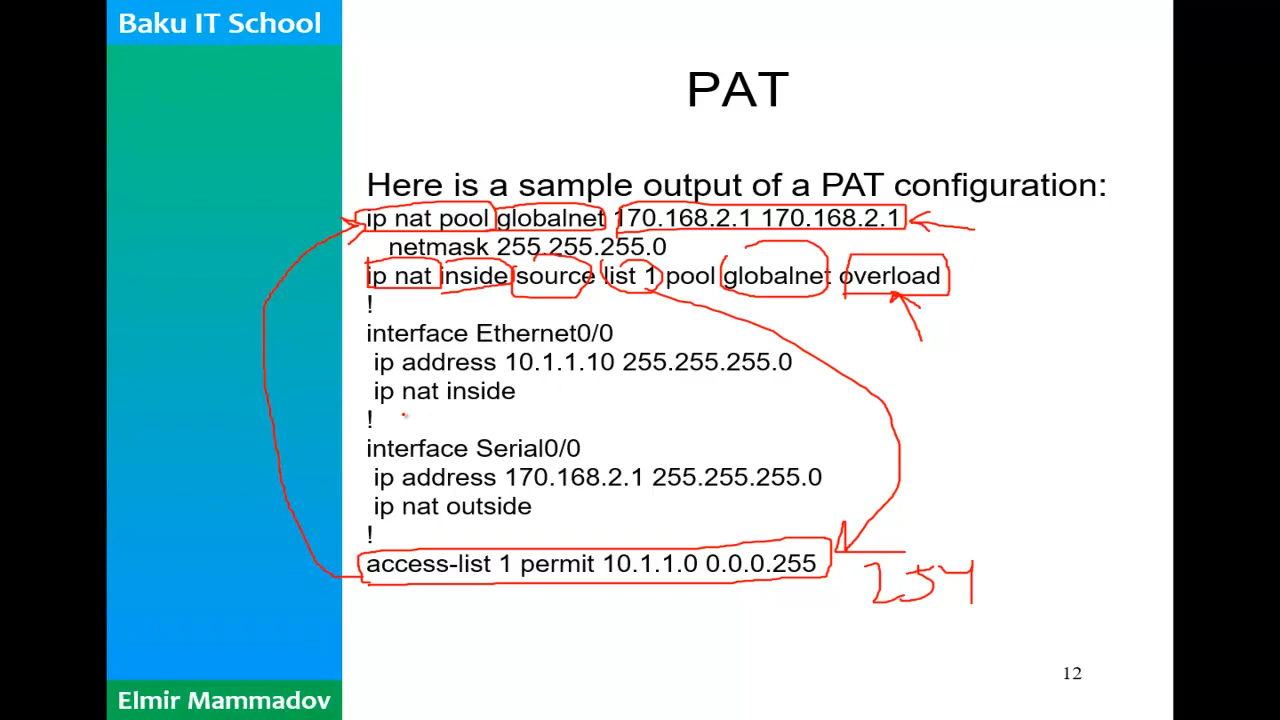 Baku IT School
PAT
Here is a sample output of a PAT configuration:
ip nat pool globalnet 170.168.2.1 170.168.2.1
netmask 255.255.255.0
ip nat inside source list 1 pool globalnet overload
!
interface Ethernet0/0
ip address 10.1.1.10 255.255.255.0
ip nat inside
!
interface Serial0/0
ip address 170.168.2.1 255.255.255.0
ip nat outside
!
access-list 1 permit 10.1.1.0 0.0.0.255
254
12
Elmir Mammadov